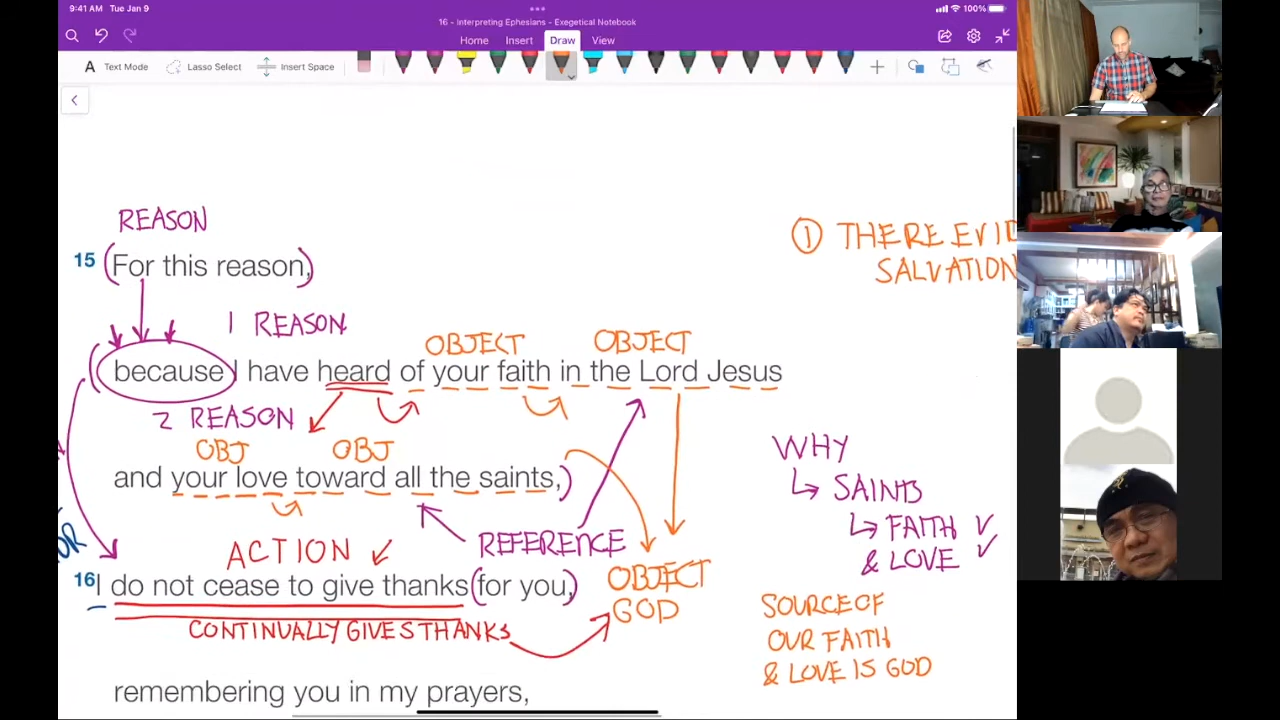 9:41 AM Tue Jan 9
100%
16 - Interpreting Ephesians - Exegetical Notebook
Home Insert Draw View
A Text Mode Lasso Select Insert Space
REASON
① THERE EVID
SALVATION
15 (For this reason,)
1 REASON
OBJECT OBJECT
(because I have heard of your faith in the Lord Jesus
2 REASON
OBJ OBJ
and your love toward all the saints,)
WHY
SAINTS
FAITH ✓
& LOVE ✓
REFERENCE
ACTION
OR
16 I do not cease to give thanks (for you,)
OBJECT
GOD
CONTINUALLY GIVES THANKS
SOURCE OF
OUR FAITH
& LOVE IS GOD
remembering you in my prayers,